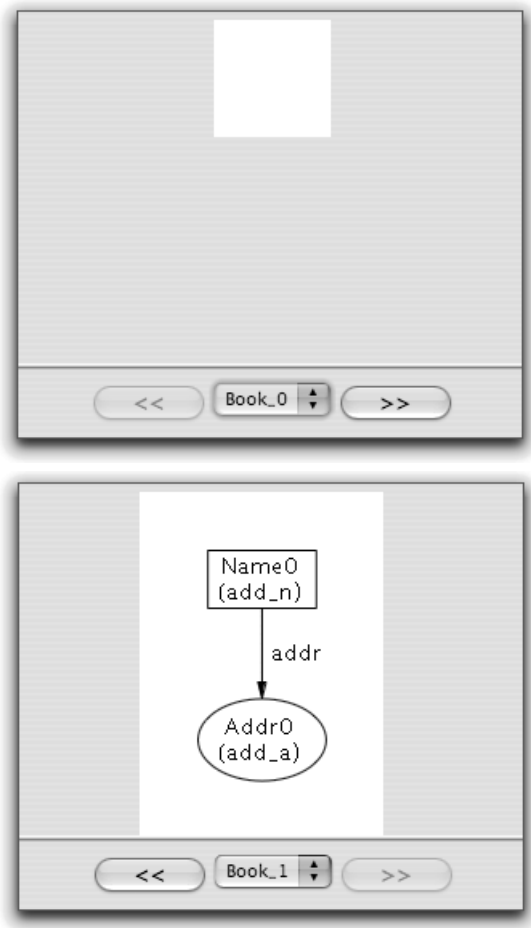 << Book_0 >>
Name0
(add_n)
addr
Addr0
(add_a)
<< Book_1 >>